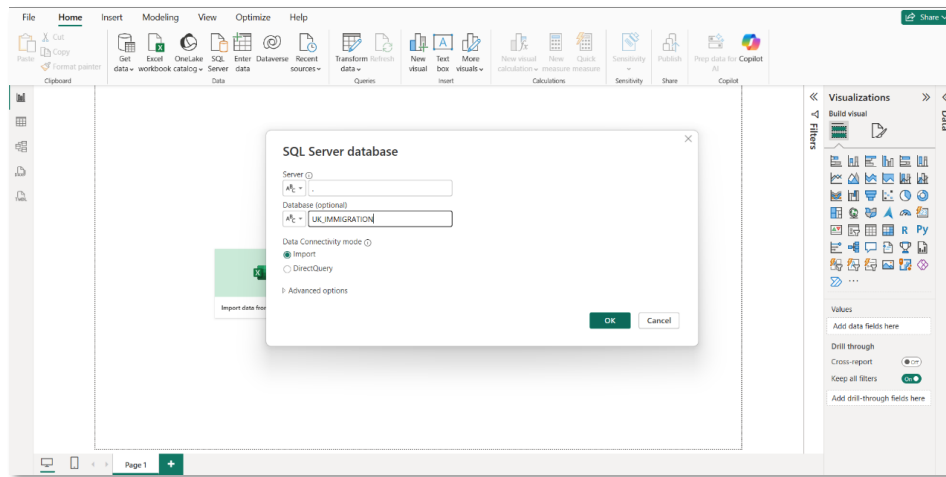 File Home Insert Modeling View Optimize Help
Share
Cut
Copy
Format painter
Paste
Clipboard
Get data
Excel workbook
OneLake catalog
SQL Server
Enter data
Dataverse
Recent sources
Data
Transform data
Refresh
Queries
New visual
Text box
More visuals
Insert
New visual calculation
New measure
Quick measure
Calculations
Sensitivity
Sensitivity
Publish
Share
Prep data for AI
Copilot
Copilot
SQL Server database
Server
ABC .
Database (optional)
ABC UK_IMMIGRATION
Data Connectivity mode
Import
DirectQuery
Advanced options
OK Cancel
Import data from
Filters
Visualizations
Data
Build visual
R Py
Values
Add data fields here
Drill through
Cross-report Off
Keep all filters On
Add drill-through fields here
Page 1